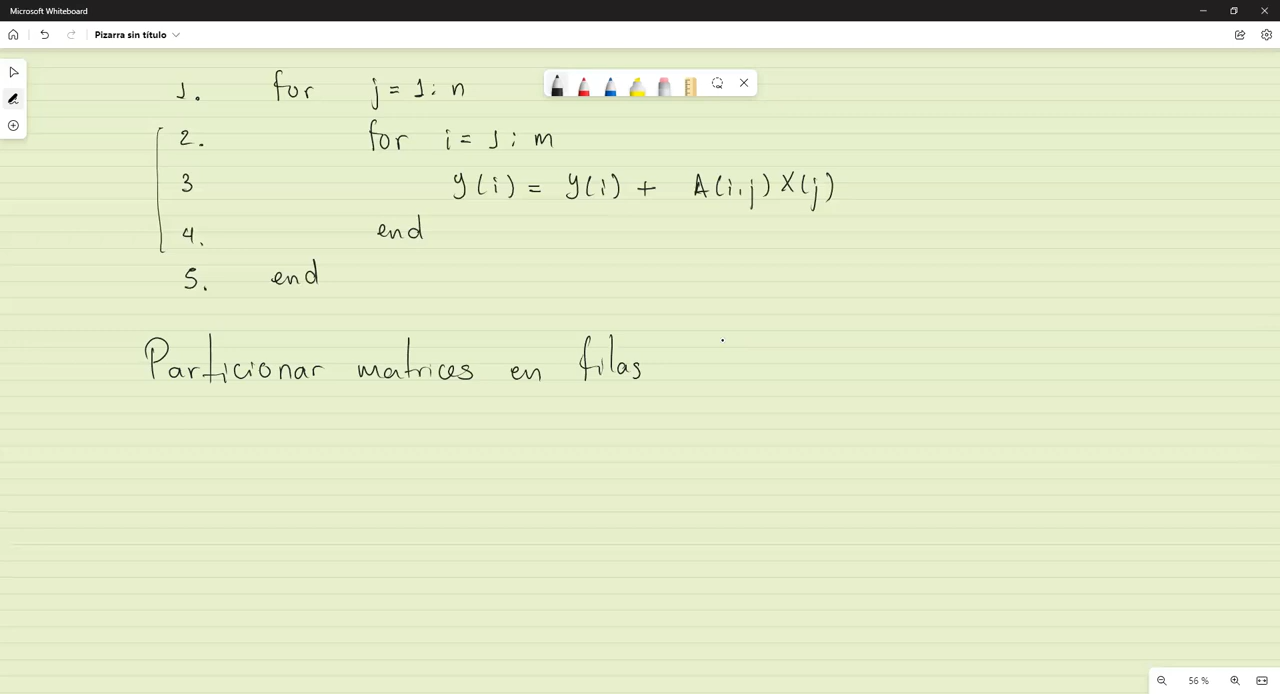 Microsoft Whiteboard
Pizarra sin título
1. for j = 1:n
2. for i = 1:m
3 y(i) = y(i) + A(i,j) X(j)
4. end
5. end
Particionar matrices en filas
56 %